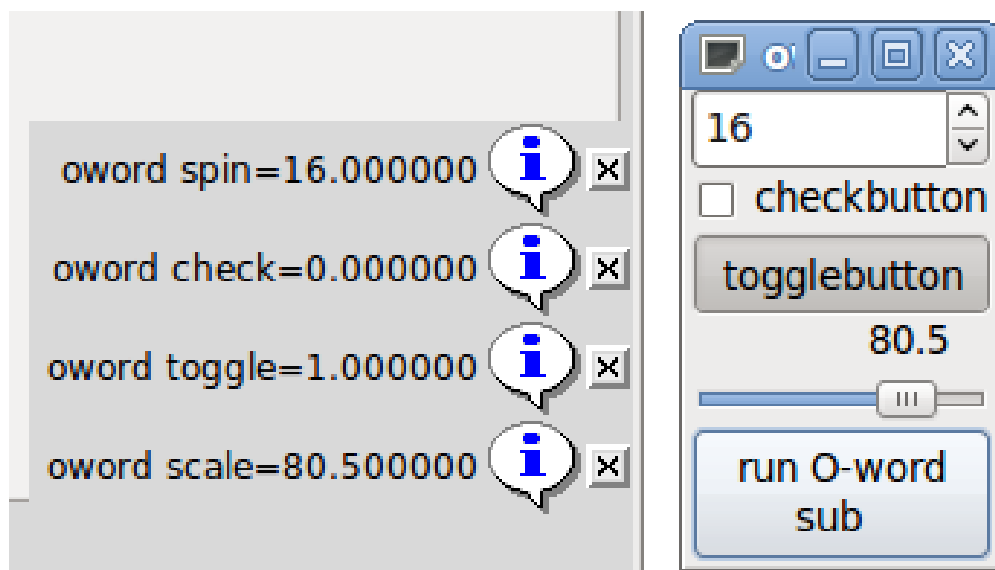 oword spin=16.000000
oword check=0.000000
oword toggle=1.000000
oword scale=80.500000
16
checkbutton
togglebutton
80.5
run O-word
sub